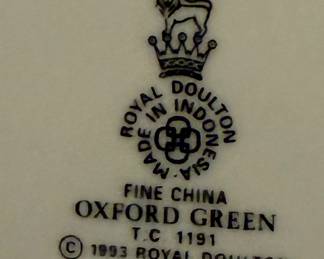 ROYAL DOULTON
MADE IN INDONESIA
FINE CHINA
OXFORD GREEN
T.C 1191
© 1993 ROYAL DOULTON